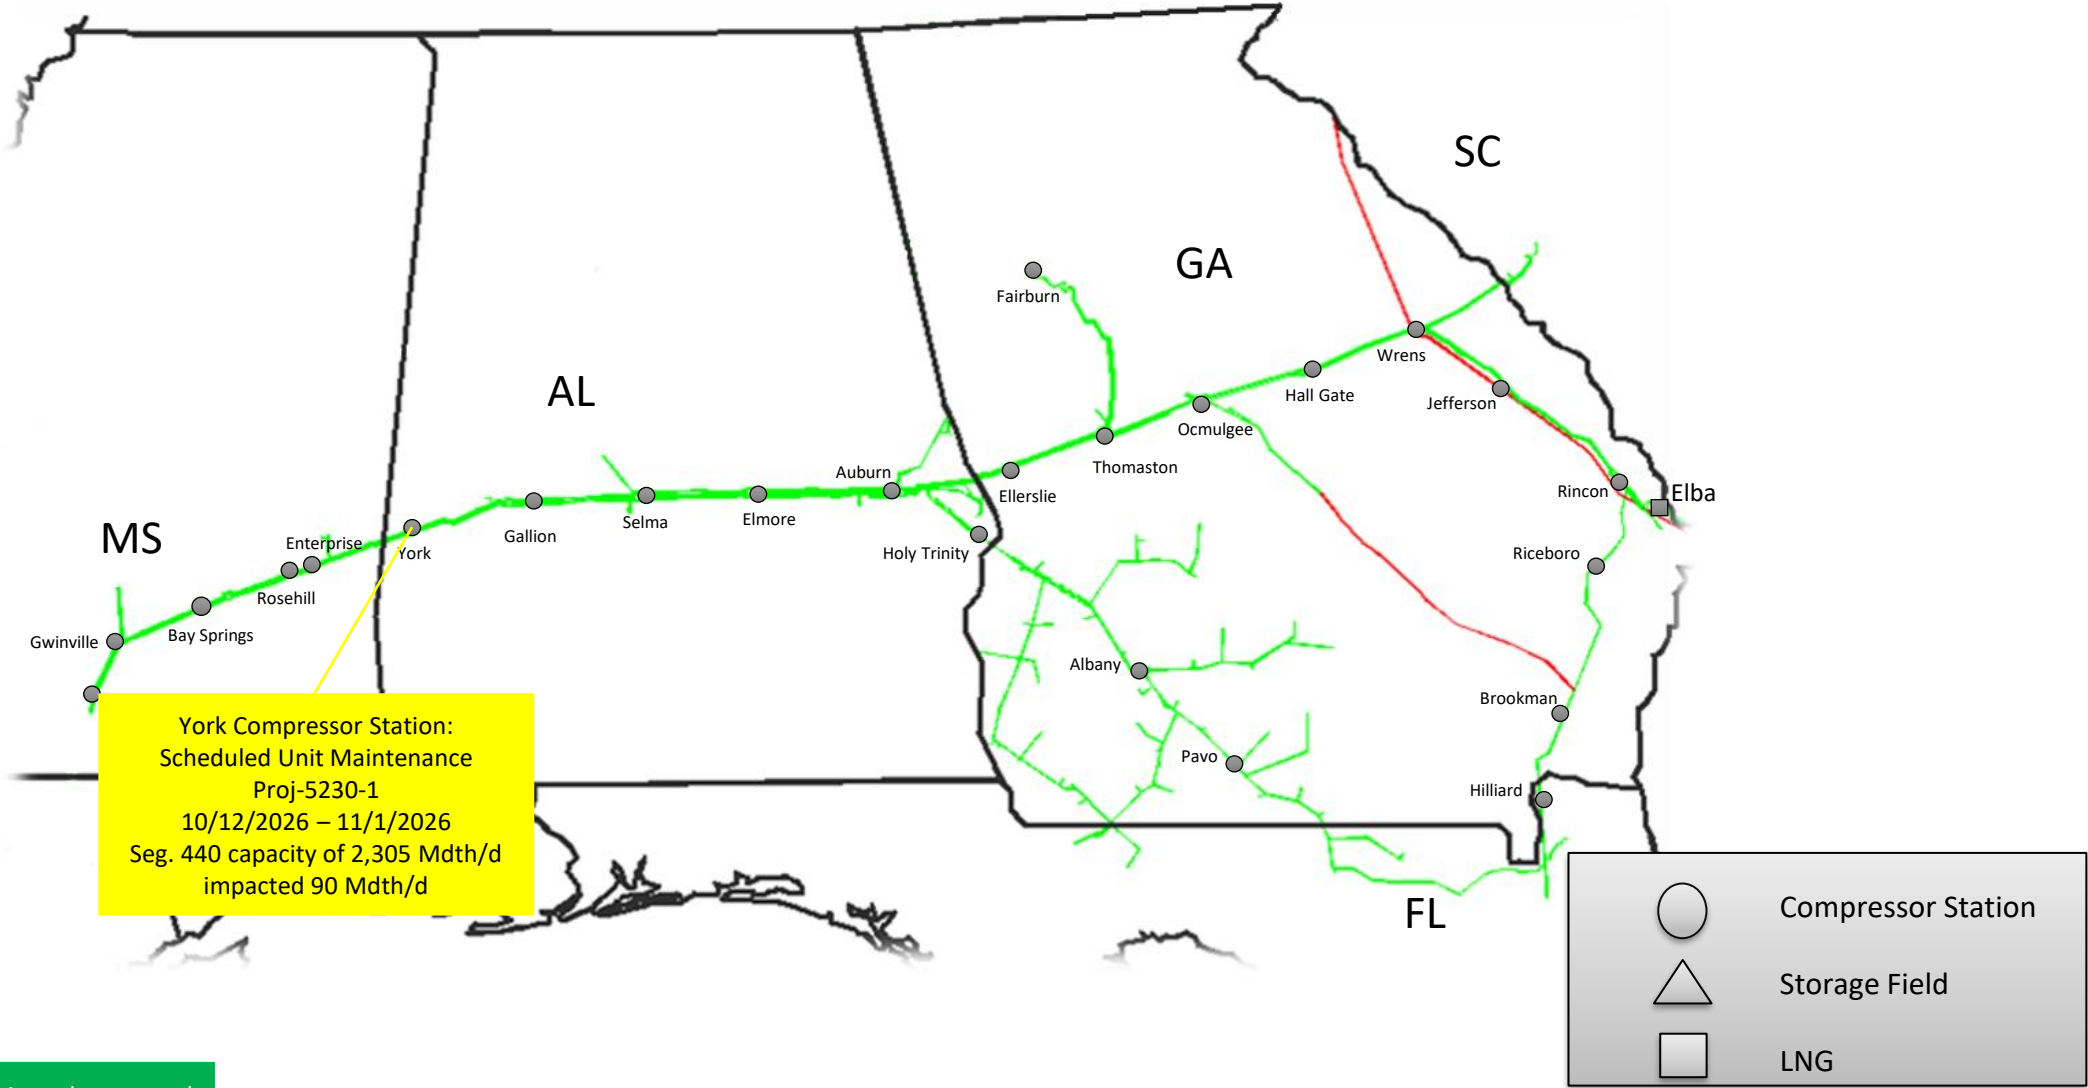 SC
GA
Fairburn
Wrens
AL
Hall Gate
Jefferson
Ocmulgee
Auburn
Thomaston
Ellerslie
Rincon
Elba
Selma
Elmore
Gallion
MS
Enterprise
York
Holy Trinity
Riceboro
Rosehill
Bay Springs
Gwinville
Albany
Brookman
Pavo
Hilliard
York Compressor Station:
Scheduled Unit Maintenance
Proj-5230-1
10/12/2026 – 11/1/2026
Seg. 440 capacity of 2,305 Mdth/d
impacted 90 Mdth/d
FL
Compressor Station
Storage Field
LNG